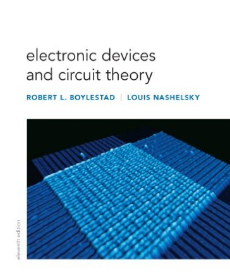 electronic devices
and circuit theory
ROBERT L. BOYLESTAD | LOUIS NASHELSKY
eleventh edition